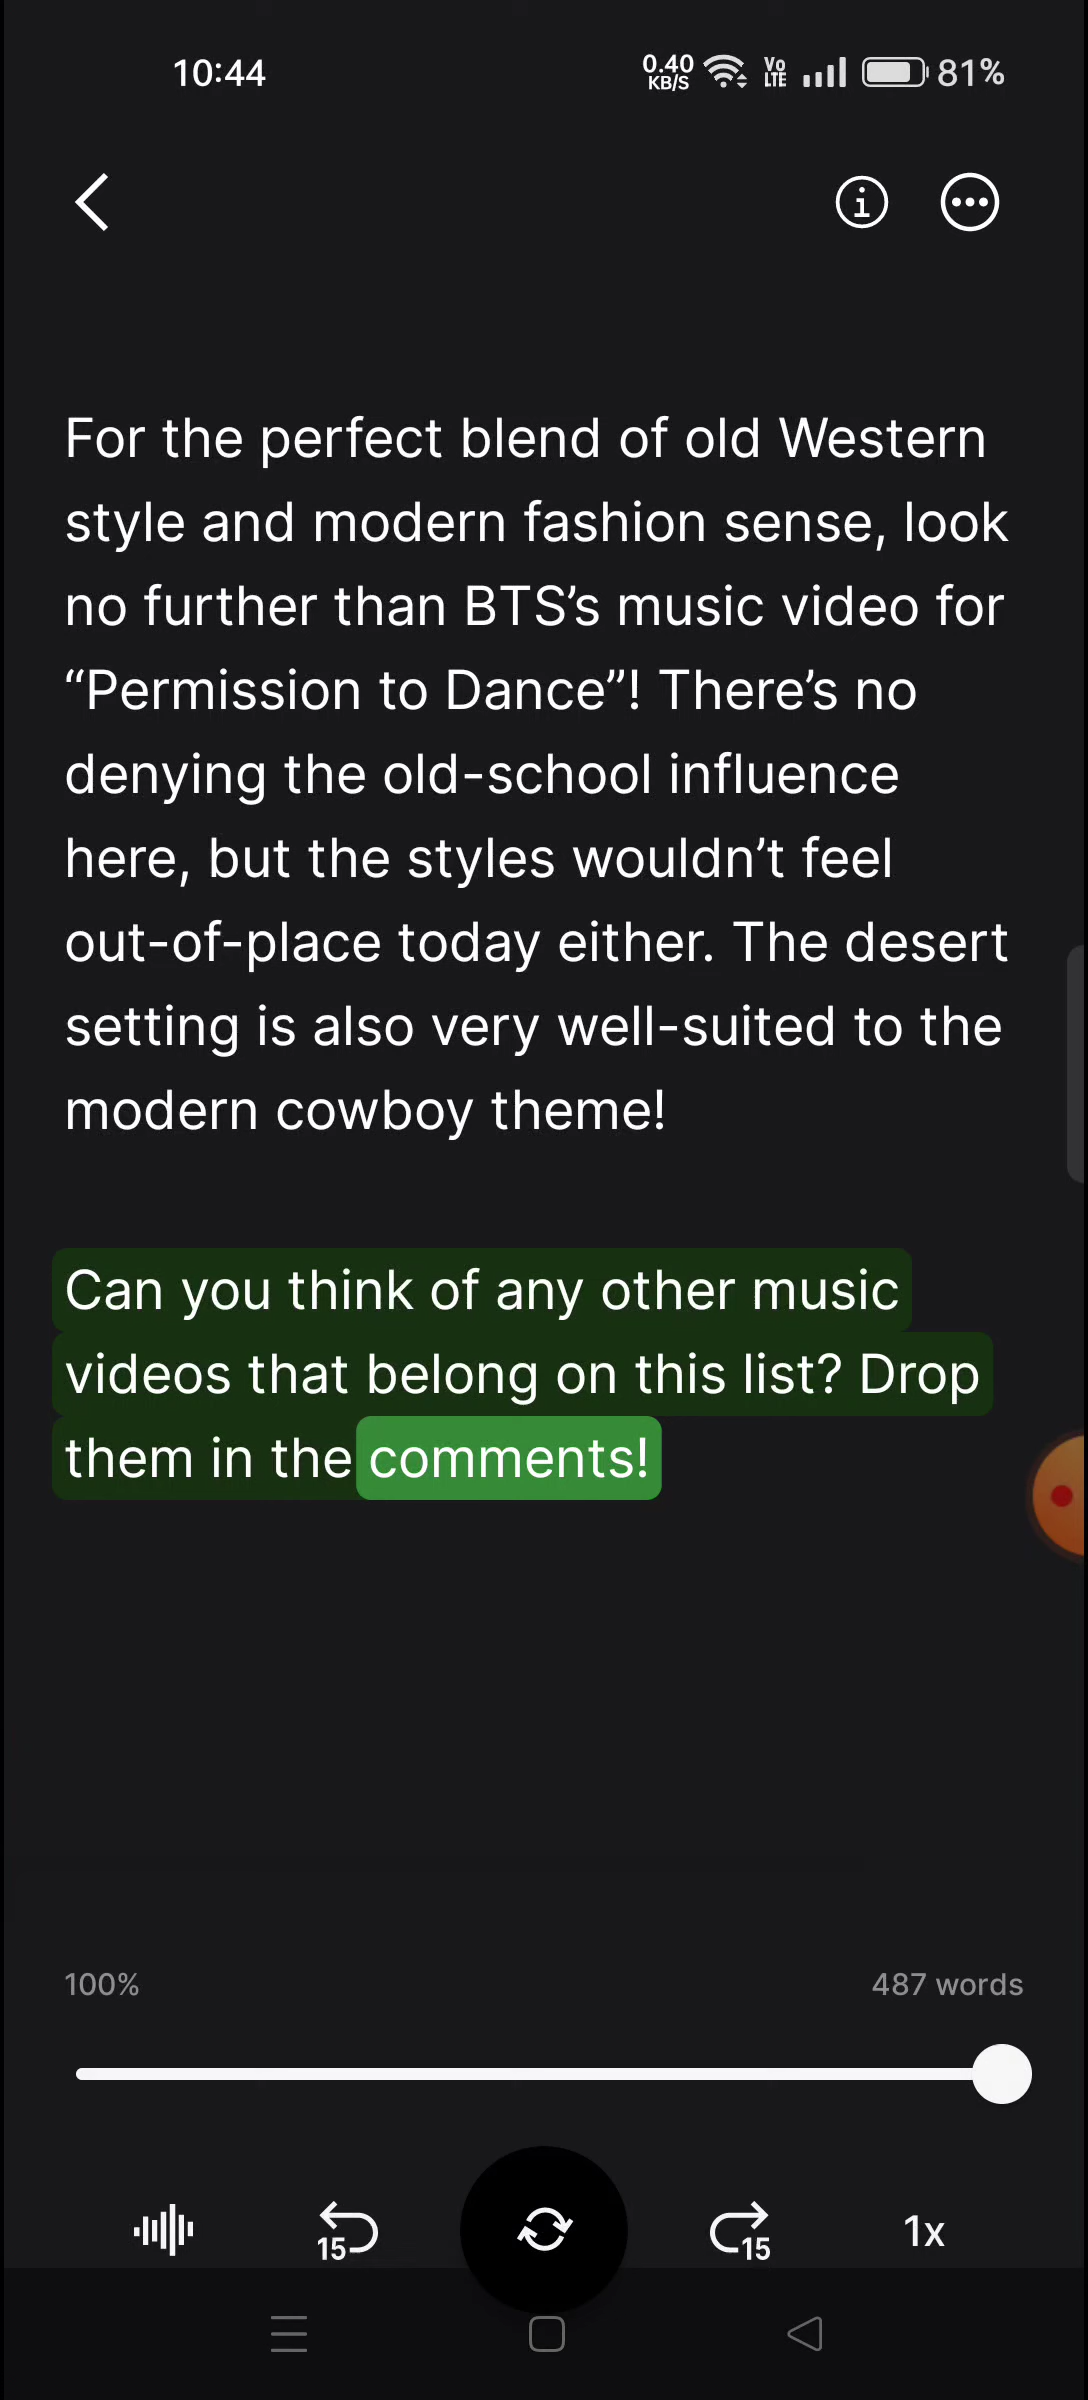 10:44
0.40 KB/S Vo LTE 81%
For the perfect blend of old Western
style and modern fashion sense, look
no further than BTS’s music video for
“Permission to Dance”! There’s no
denying the old-school influence
here, but the styles wouldn’t feel
out-of-place today either. The desert
setting is also very well-suited to the
modern cowboy theme!
Can you think of any other music
videos that belong on this list? Drop
them in the comments!
100% 487 words
15 15 1x